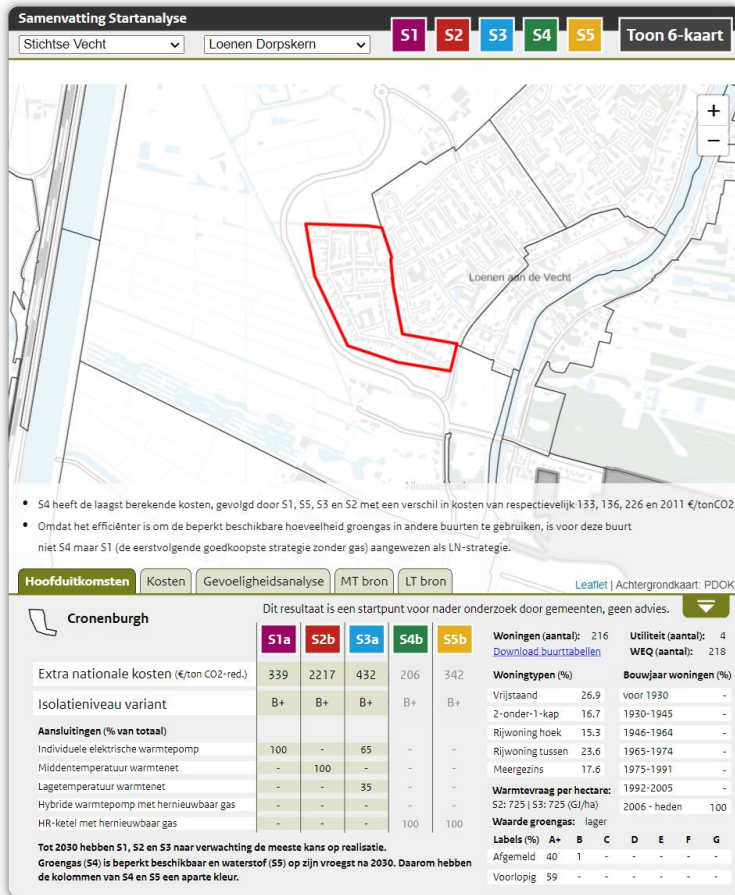 Samenvatting Startanalyse
Stichtse Vecht
Loenen Dorpskern
S1 S2 S3 S4 S5
Toon 6-kaart
+
−
Loenen aan de Vecht
• S4 heeft de laagst berekende kosten, gevolgd door S1, S5, S3 en S2 met een verschil in kosten van respectievelijk 133, 136, 226 en 2011 €/tonCO2
• Omdat het efficiënter is om de beperkt beschikbare hoeveelheid groengas in andere buurten te gebruiken, is voor deze buurt
niet S4 maar S1 (de eerstvolgende goedkoopste strategie zonder gas) aangewezen als LN-strategie.
Hoofduitkomsten Kosten Gevoeligheidsanalyse MT bron LT bron
Leaflet | Achtergrondkaart: PDOK
Cronenburgh
Dit resultaat is een startpunt voor nader onderzoek door gemeenten, geen advies.
S1a S2b S3a S4b S5b
Extra nationale kosten (€/ton CO2-red.) 339 2217 432 206 342
Isolatieniveau variant B+ B+ B+ B+ B+
Aansluitingen (% van totaal)
Individuele elektrische warmtepomp 100 - 65 - -
Middentemperatuur warmtenet - 100 - - -
Lagetemperatuur warmtenet - - 35 - -
Hybride warmtepomp met hernieuwbaar gas - - - - -
HR-ketel met hernieuwbaar gas - - - 100 100
Tot 2030 hebben S1, S2 en S3 naar verwachting de meeste kans op realisatie.
Groengas (S4) is beperkt beschikbaar en waterstof (S5) op zijn vroegst na 2030. Daarom hebben
de kolommen van S4 en S5 een aparte kleur.
Woningen (aantal): 216
Download buurttabellen
Utiliteit (aantal): 4
WEQ (aantal): 218
Woningtypen (%)
Vrijstaand 26.9
2-onder-1-kap 16.7
Rijwoning hoek 15.3
Rijwoning tussen 23.6
Meergezins 17.6
Bouwjaar woningen (%)
voor 1930 -
1930-1945 -
1946-1964 -
1965-1974 -
1975-1991 -
1992-2005 -
2006 - heden 100
Warmtevraag per hectare:
S2: 725 | S3: 725 (GJ/ha)
Waarde groengas: lager
Labels (%) A+ B C D E F G
Afgemeld 40 1 - - - - -
Voorlopig 59 - - - - - -